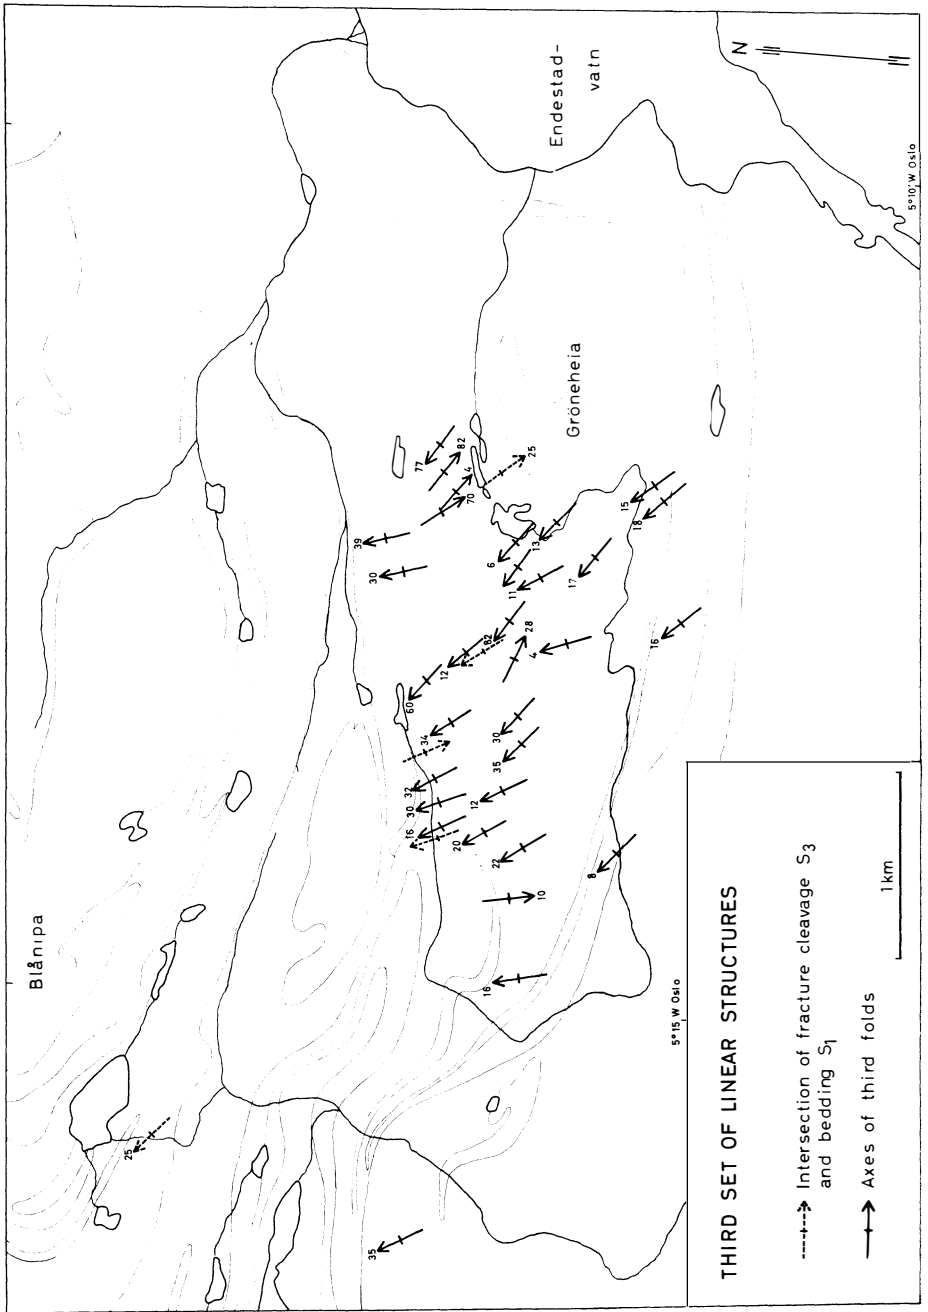 Blånipa
Endestad-
vatn
N
Gröneheia
5°10' W Oslo
5°15 W Oslo
39
30
77
82
4
70
25
6
13
11
17
15
18
16
4
28
82
12
60
34
30
35
32
30
16
12
20
22
8
10
16
25
35
THIRD SET OF LINEAR STRUCTURES
Intersection of fracture cleavage S3
and bedding S1
Axes of third folds
1 km